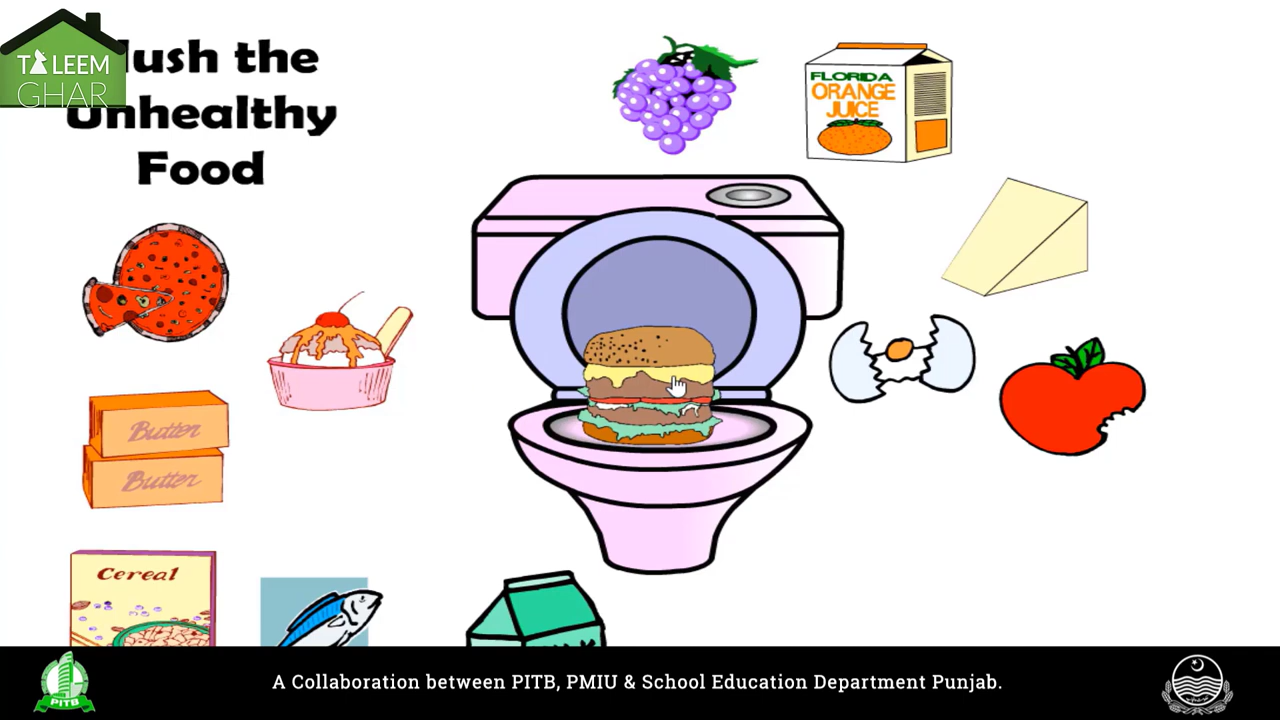 TALEEM
GHAR
lush the
Unhealthy
Food
FLORIDA
ORANGE
JUICE
Butter
Butter
Cereal
A Collaboration between PITB, PMIU & School Education Department Punjab.
PITB